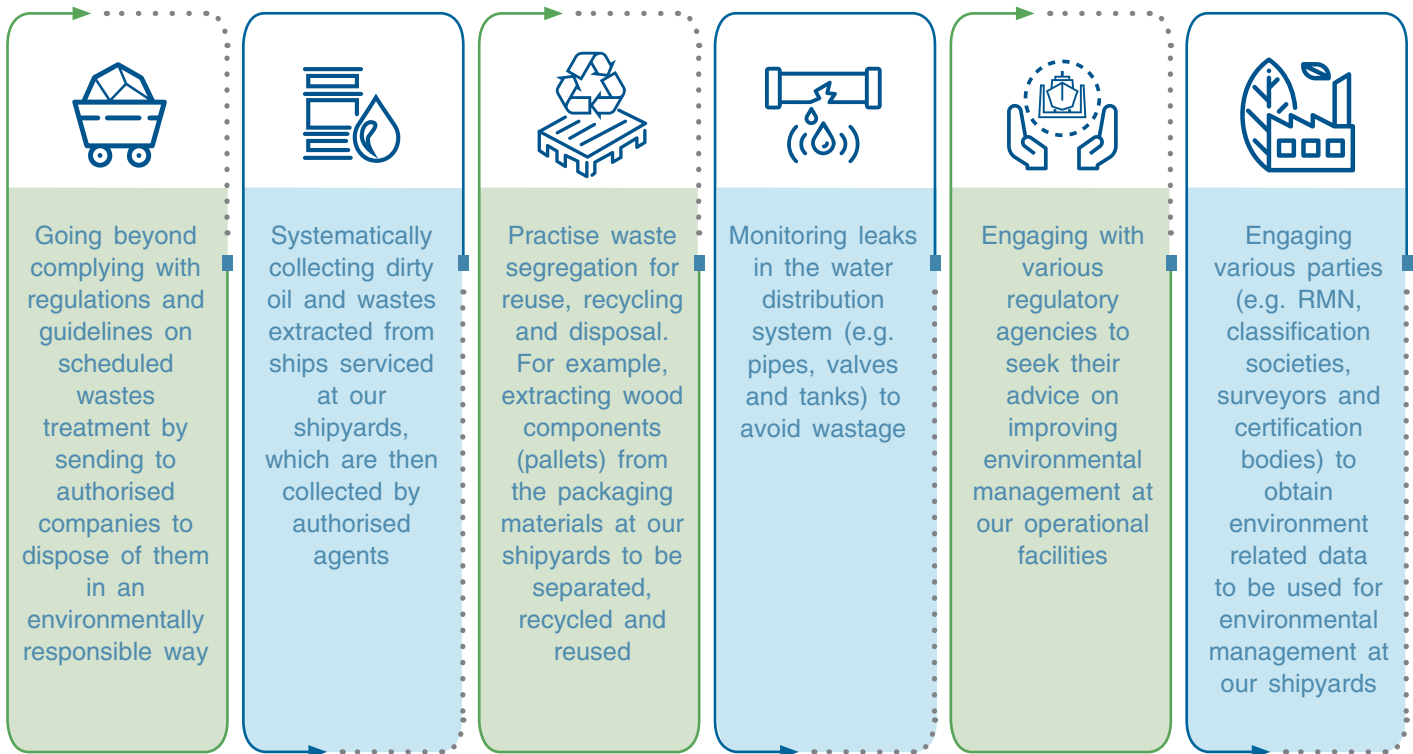 Going beyond
complying with
regulations and
guidelines on
scheduled
wastes
treatment by
sending to
authorised
companies to
dispose of them
in an
environmentally
responsible way
Systematically
collecting dirty
oil and wastes
extracted from
ships serviced
at our
shipyards,
which are then
collected by
authorised
agents
Practise waste
segregation for
reuse, recycling
and disposal.
For example,
extracting wood
components
(pallets) from
the packaging
materials at our
shipyards to be
separated,
recycled and
reused
Monitoring leaks
in the water
distribution
system (e.g.
pipes, valves
and tanks) to
avoid wastage
Engaging with
various
regulatory
agencies to
seek their
advice on
improving
environmental
management at
our operational
facilities
Engaging
various parties
(e.g. RMN,
classification
societies,
surveyors and
certification
bodies) to
obtain
environment
related data
to be used for
environmental
management at
our shipyards